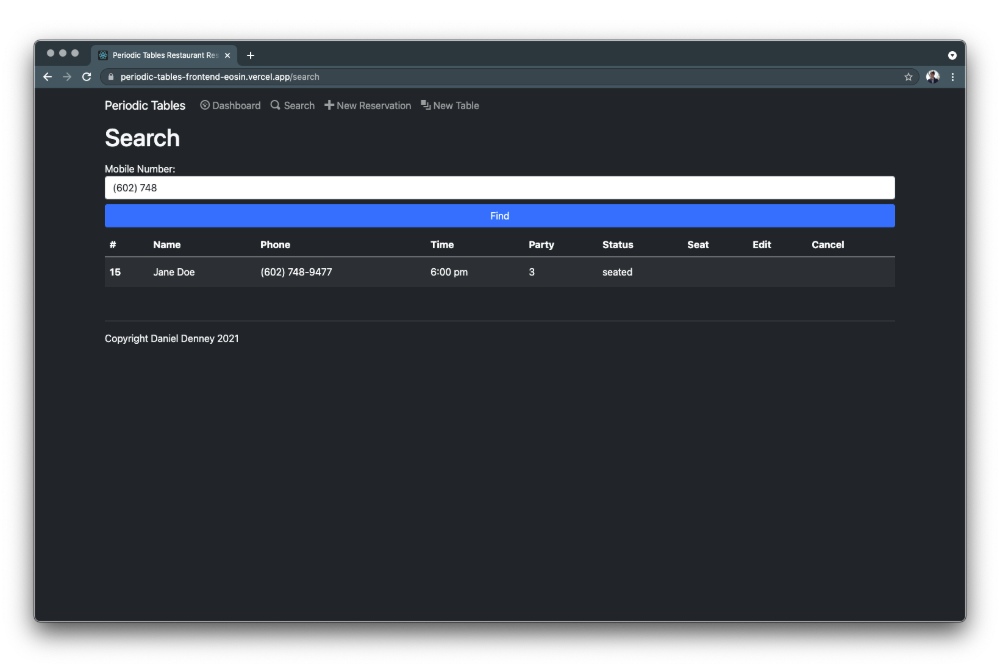 Periodic Tables Restaurant Res
periodic-tables-frontend-eosin.vercel.app/search
Periodic Tables Dashboard Search New Reservation New Table
Search
Mobile Number:
(602) 748
Find
# Name Phone Time Party Status Seat Edit Cancel
15 Jane Doe (602) 748-9477 6:00 pm 3 seated
Copyright Daniel Denney 2021